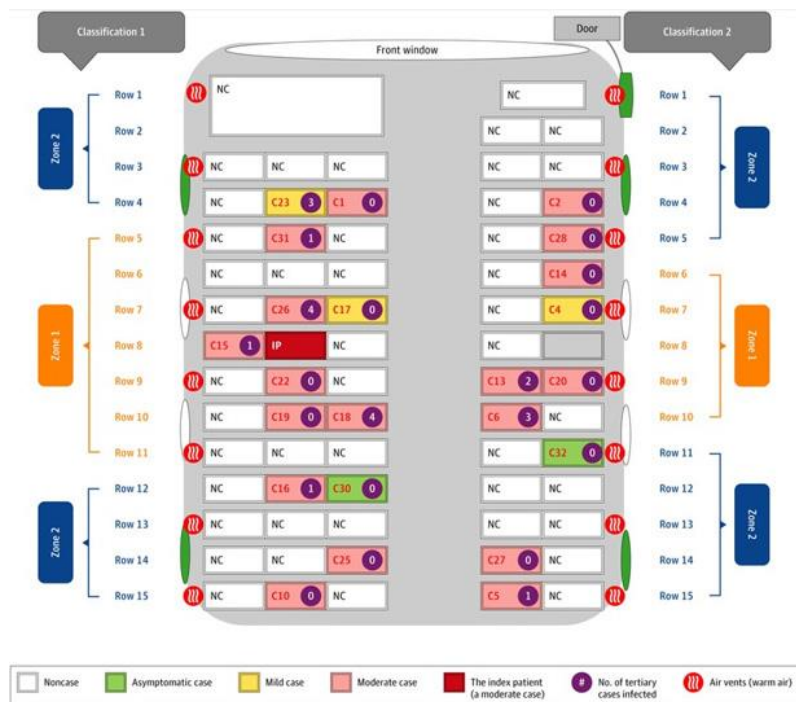 Classification 1
Door
Classification 2
Front window
Row 1 NC NC Row 1
Row 2 NC NC Row 2
Row 3 NC NC NC NC NC Row 3
Row 4 NC C23 3 C1 0 NC C2 0 Row 4
Row 5 NC C31 1 NC NC C28 0 Row 5
Row 6 NC NC NC NC C14 0 Row 6
Row 7 NC C26 4 C17 0 NC C4 0 Row 7
Row 8 C15 1 IP NC NC Row 8
Row 9 NC C22 0 NC C13 2 C20 0 Row 9
Row 10 NC C19 0 C18 4 C6 3 NC Row 10
Row 11 NC NC NC NC C32 0 Row 11
Row 12 NC C16 1 C30 0 NC NC Row 12
Row 13 NC NC NC NC NC Row 13
Row 14 NC NC C25 0 C27 0 NC Row 14
Row 15 NC C10 0 NC C5 1 NC Row 15
Zone 2
Zone 1
Zone 2
Zone 2
Zone 1
Zone 2
Noncase
Asymptomatic case
Mild case
Moderate case
The index patient
(a moderate case)
# No. of tertiary
cases infected
Air vents (warm air)